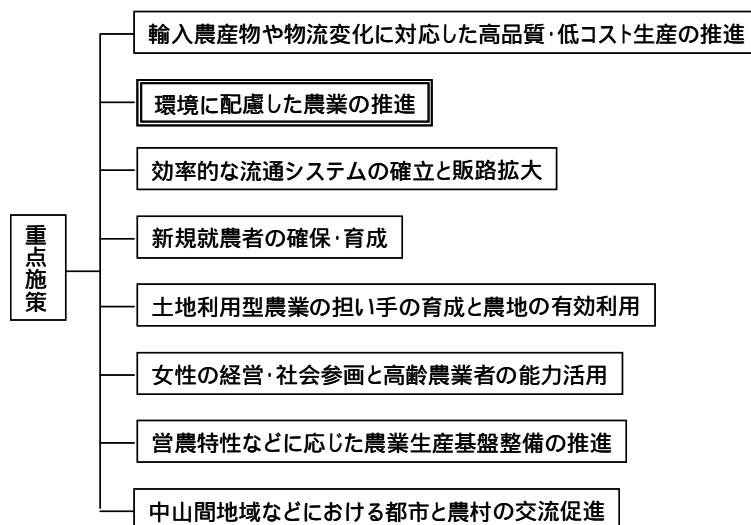 輸入農産物や物流変化に対応した高品質・低コスト生産の推進
環境に配慮した農業の推進
効率的な流通システムの確立と販路拡大
新規就農者の確保・育成
重点施策
土地利用型農業の担い手の育成と農地の有効利用
女性の経営・社会参画と高齢農業者の能力活用
営農特性などに応じた農業生産基盤整備の推進
中山間地域などにおける都市と農村の交流促進